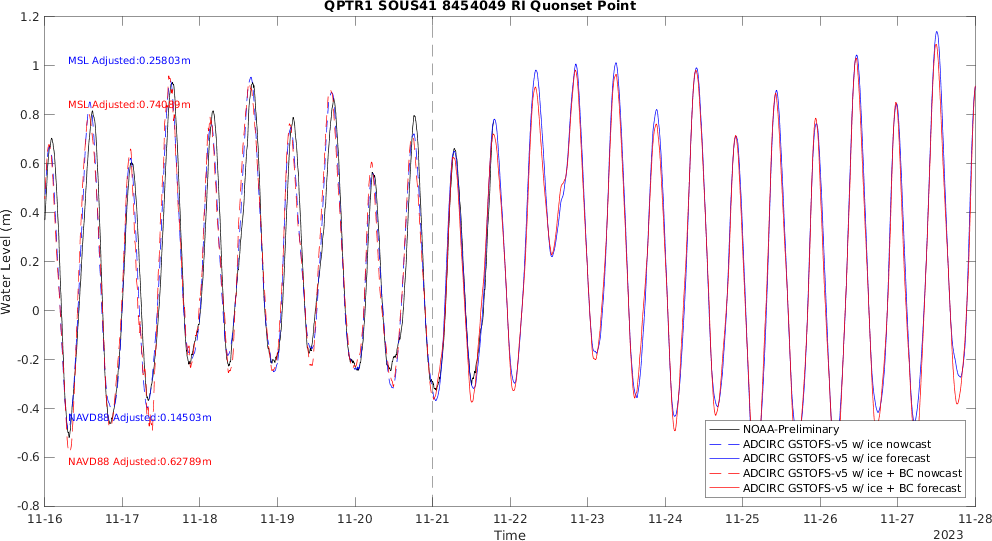 QPTR1 SOUS41 8454049 RI Quonset Point
1.2
1
0.8
0.6
0.4
0.2
0
-0.2
-0.4
-0.6
-0.8
Water Level (m)
MSL Adjusted:0.25803m
MSL Adjusted:0.74089m
NAVD88 Adjusted:0.14503m
NAVD88 Adjusted:0.62789m
NOAA-Preliminary
ADCIRC GSTOFS-v5 w/ ice nowcast
ADCIRC GSTOFS-v5 w/ ice forecast
ADCIRC GSTOFS-v5 w/ ice + BC nowcast
ADCIRC GSTOFS-v5 w/ ice + BC forecast
11-16 11-17 11-18 11-19 11-20 11-21 11-22 11-23 11-24 11-25 11-26 11-27 11-28
Time
2023